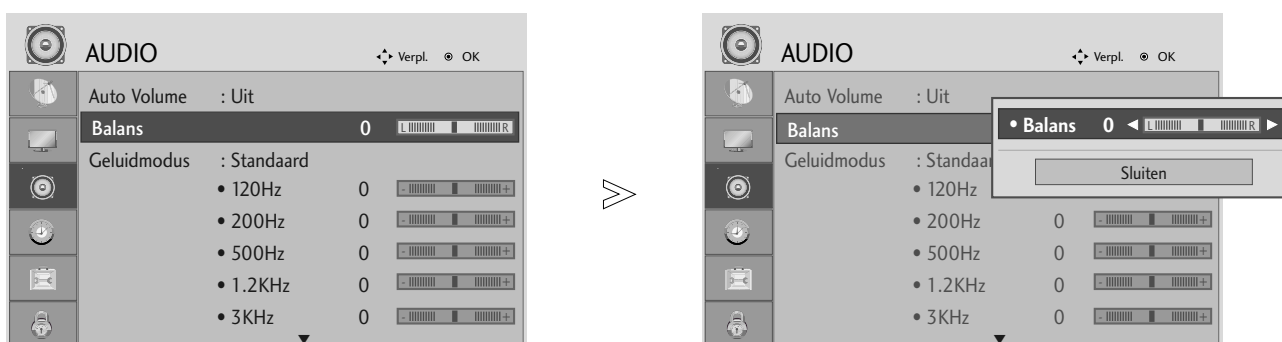 AUDIO Verpl. OK
Auto Volume : Uit
Balans 0 L R
Geluidmodus : Standaard
• 120Hz 0 - +
• 200Hz 0 - +
• 500Hz 0 - +
• 1.2KHz 0 - +
• 3KHz 0 - +
AUDIO Verpl. OK
Auto Volume : Uit
Balans
• Balans 0 L R
Sluiten
Geluidmodus : Standaar
• 120Hz
• 200Hz 0 - +
• 500Hz 0 - +
• 1.2KHz 0 - +
• 3KHz 0 - +